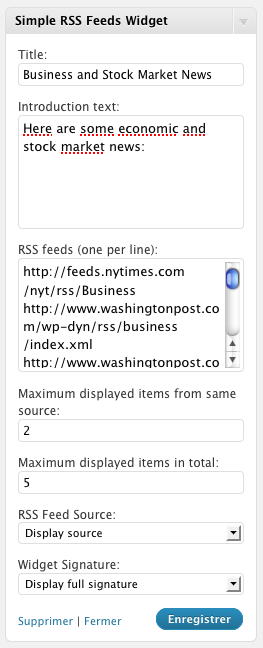 Simple RSS Feeds Widget
Title:
Business and Stock Market News
Introduction text:
Here are some economic and
stock market news:
RSS feeds (one per line):
http://feeds.nytimes.com
/nyt/rss/Business
http://www.washingtonpost.co
m/wp-dyn/rss/business
/index.xml
http://www.washingtonpost.co
Maximum displayed items from same
source:
2
Maximum displayed items in total:
5
RSS Feed Source:
Display source
Widget Signature:
Display full signature
Supprimer | Fermer
Enregistrer